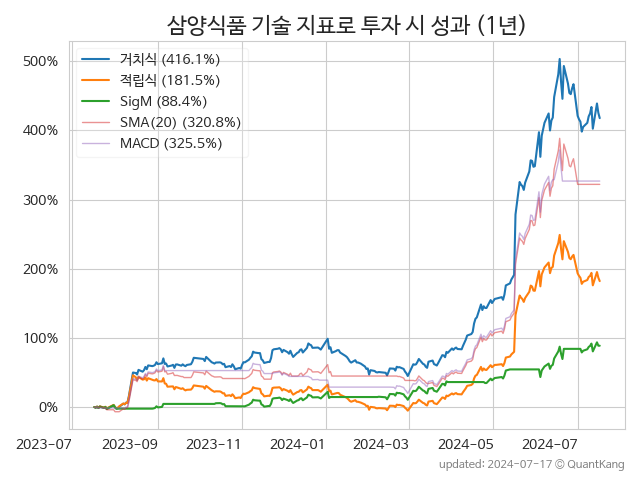 삼양식품 기술 지표로 투자 시 성과 (1년)
거치식 (416.1%)
적립식 (181.5%)
SigM (88.4%)
SMA(20) (320.8%)
MACD (325.5%)
500%
400%
300%
200%
100%
0%
2023-07 2023-09 2023-11 2024-01 2024-03 2024-05 2024-07
updated: 2024-07-17 ⓒ QuantKang